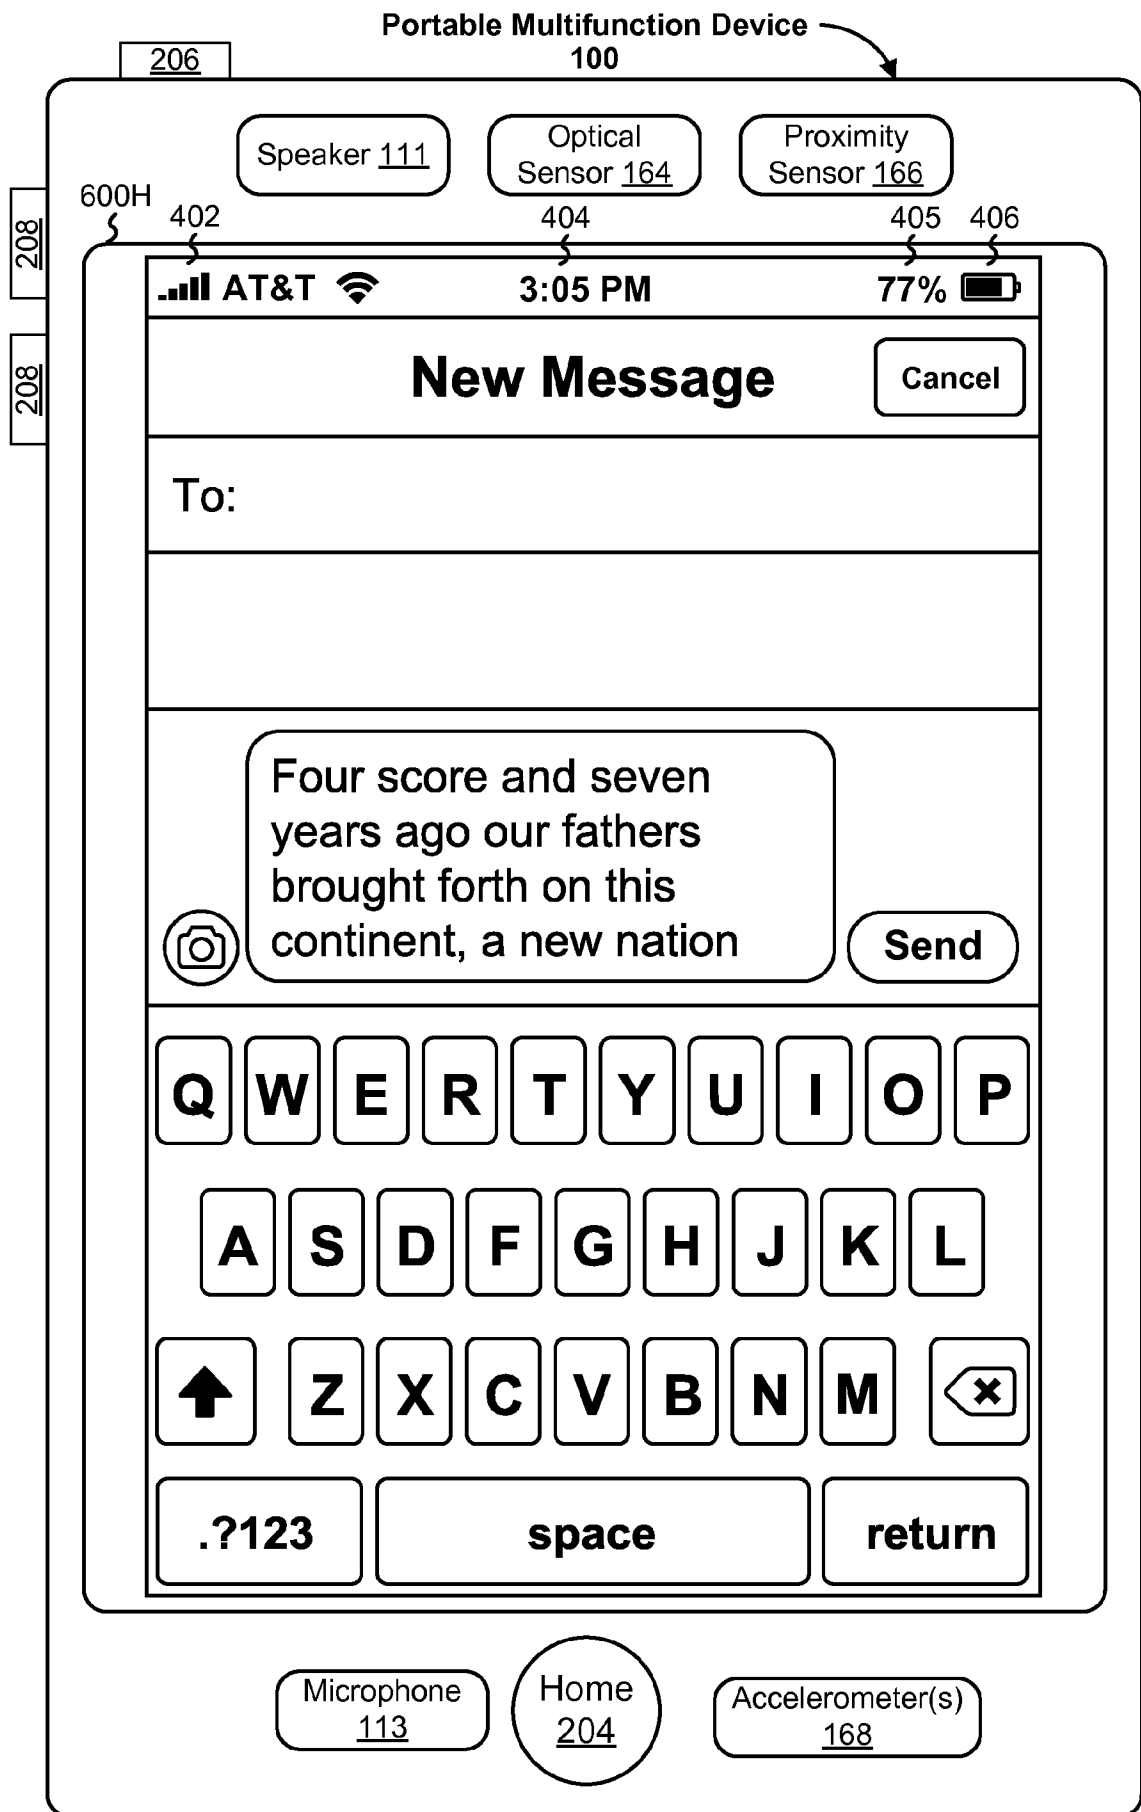 Portable Multifunction Device
100
206
Speaker 111
Optical
Sensor 164
Proximity
Sensor 166
600H
402
404
405
406
208
208
AT&T
3:05 PM
77%
New Message
Cancel
To:
Four score and seven
years ago our fathers
brought forth on this
continent, a new nation
Send
Q W E R T Y U I O P
A S D F G H J K L
Z X C V B N M
.?123
space
return
Microphone
113
Home
204
Accelerometer(s)
168